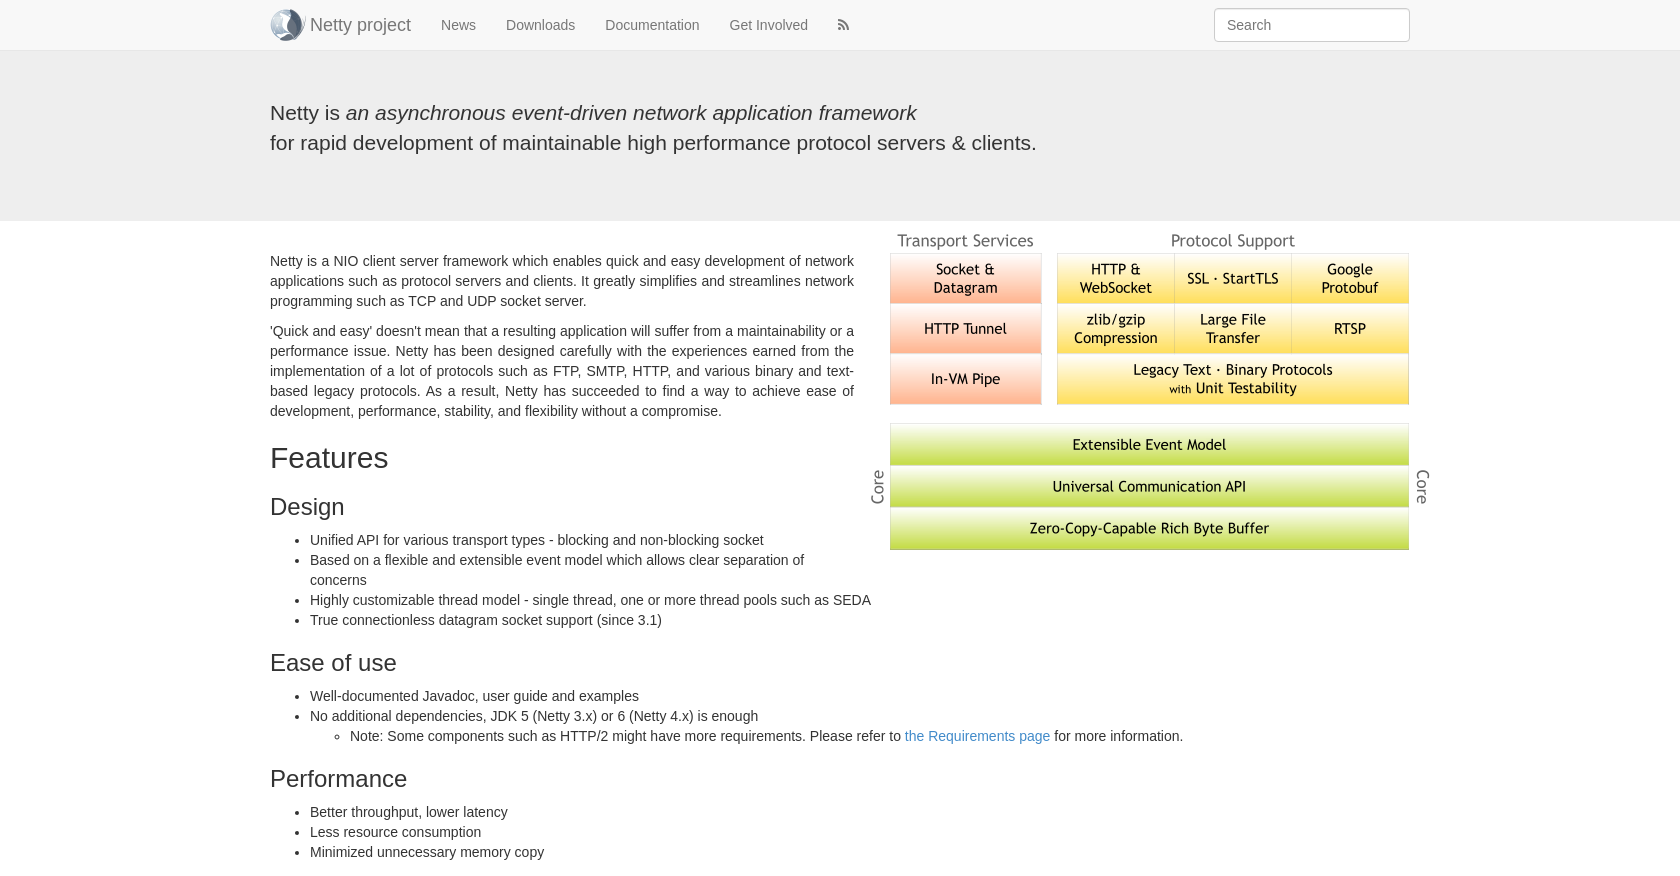 Netty project
News
Downloads
Documentation
Get Involved
Search
Netty is an asynchronous event-driven network application framework
for rapid development of maintainable high performance protocol servers & clients.
Netty is a NIO client server framework which enables quick and easy development of network
applications such as protocol servers and clients. It greatly simplifies and streamlines network
programming such as TCP and UDP socket server.
'Quick and easy' doesn't mean that a resulting application will suffer from a maintainability or a
performance issue. Netty has been designed carefully with the experiences earned from the
implementation of a lot of protocols such as FTP, SMTP, HTTP, and various binary and text-
based legacy protocols. As a result, Netty has succeeded to find a way to achieve ease of
development, performance, stability, and flexibility without a compromise.
Transport Services
Socket &
Datagram
HTTP Tunnel
In-VM Pipe
Protocol Support
HTTP &
WebSocket
SSL · StartTLS
Google
Protobuf
zlib/gzip
Compression
Large File
Transfer
RTSP
Legacy Text · Binary Protocols
with Unit Testability
Core
Extensible Event Model
Universal Communication API
Zero-Copy-Capable Rich Byte Buffer
Core
Features
Design
Unified API for various transport types - blocking and non-blocking socket
Based on a flexible and extensible event model which allows clear separation of
concerns
Highly customizable thread model - single thread, one or more thread pools such as SEDA
True connectionless datagram socket support (since 3.1)
Ease of use
Well-documented Javadoc, user guide and examples
No additional dependencies, JDK 5 (Netty 3.x) or 6 (Netty 4.x) is enough
Note: Some components such as HTTP/2 might have more requirements. Please refer to the Requirements page for more information.
Performance
Better throughput, lower latency
Less resource consumption
Minimized unnecessary memory copy